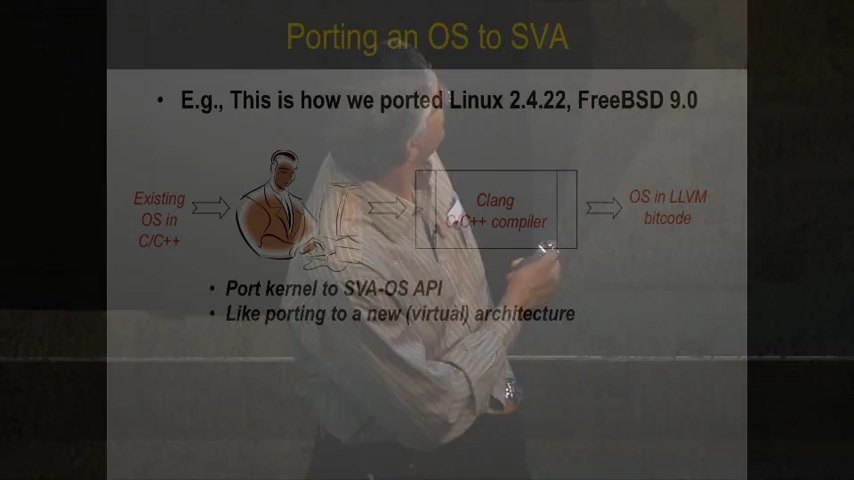 Porting an OS to SVA
• E.g., This is how we ported Linux 2.4.22, FreeBSD 9.0
Existing
OS in
C/C++
Clang
C/C++ compiler
OS in LLVM
bitcode
• Port kernel to SVA-OS API
• Like porting to a new (virtual) architecture